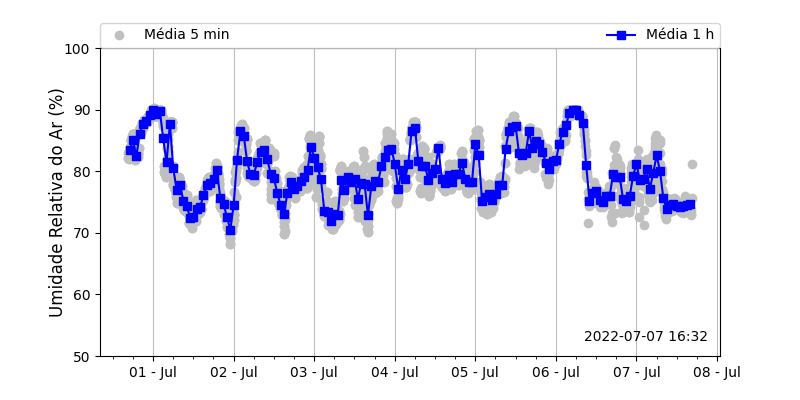 Média 5 min Média 1 h
Umidade Relativa do Ar (%)
100
90
80
70
60
50
2022-07-07 16:32
01 - Jul 02 - Jul 03 - Jul 04 - Jul 05 - Jul 06 - Jul 07 - Jul 08 - Jul